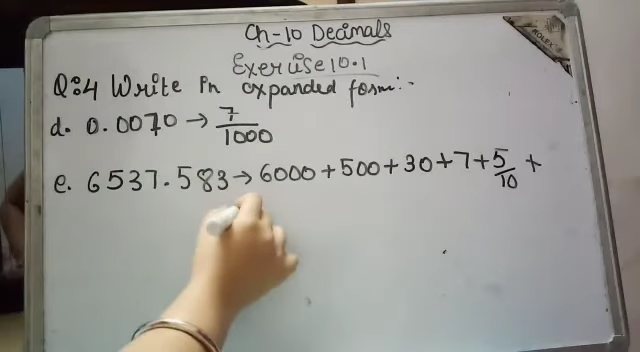 Ch-10 Decimals
Exercise 10.1
Q:4 Write in expanded form:-
d. 0.0070 → 7/1000
e. 6537.583 → 6000+500+30+7+5/10 +
ROLEX